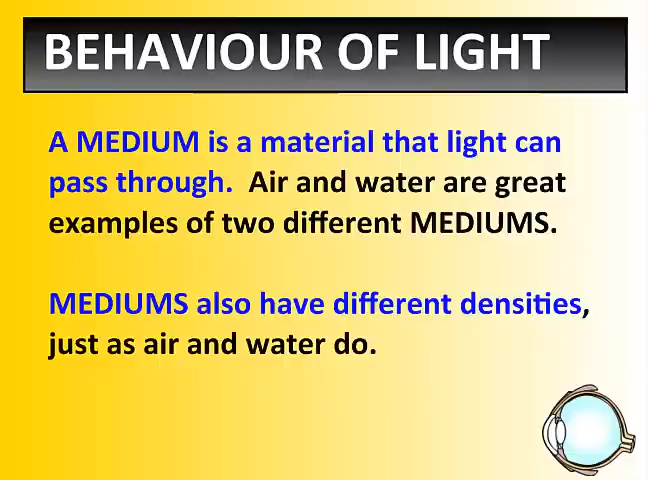 BEHAVIOUR OF LIGHT
A MEDIUM is a material that light can
pass through. Air and water are great
examples of two different MEDIUMS.
MEDIUMS also have different densities,
just as air and water do.